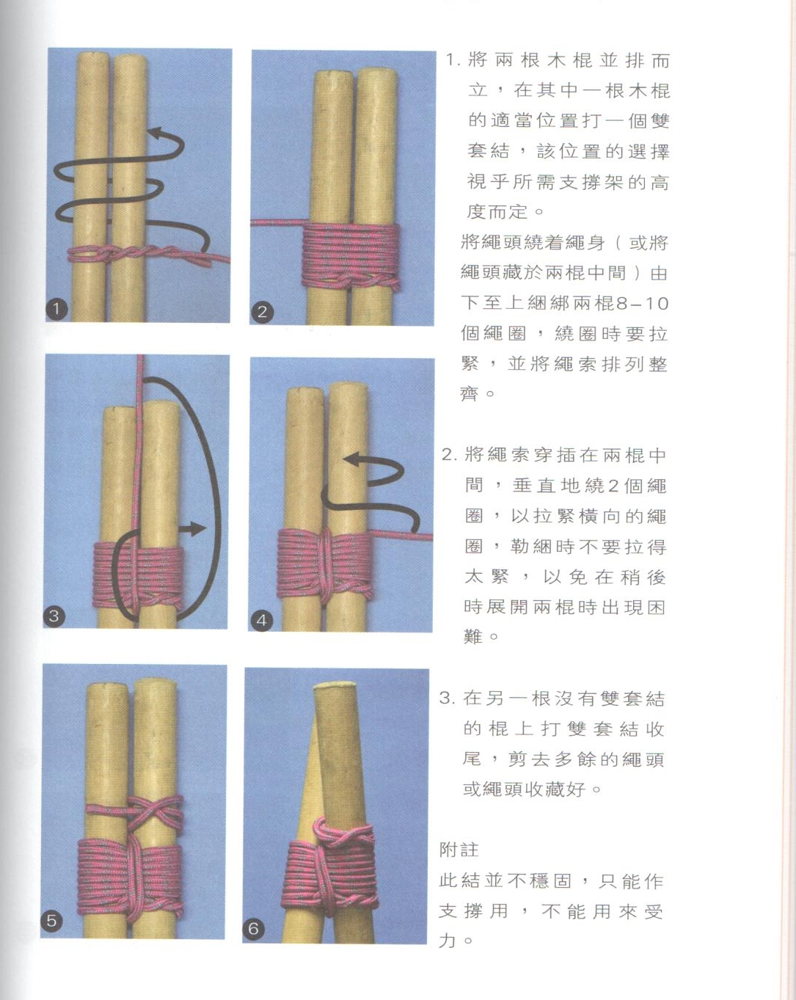 1
2
3
4
5
6
1. 將兩根木棍並排而
立，在其中一根木棍
的適當位置打一個雙
套結，該位置的選擇
視乎所需支撐架的高
度而定。
將繩頭繞着繩身（或將
繩頭藏於兩棍中間）由
下至上綑綁兩棍8–10
個繩圈，繞圈時要拉
緊，並將繩索排列整
齊。
2. 將繩索穿插在兩棍中
間，垂直地繞2個繩
圈，以拉緊橫向的繩
圈，勒綑時不要拉得
太緊，以免在稍後
時展開兩棍時出現困
難。
3. 在另一根沒有雙套結
的棍上打雙套結收
尾，剪去多餘的繩頭
或繩頭收藏好。
附註
此結並不穩固，只能作
支撐用，不能用來受
力。